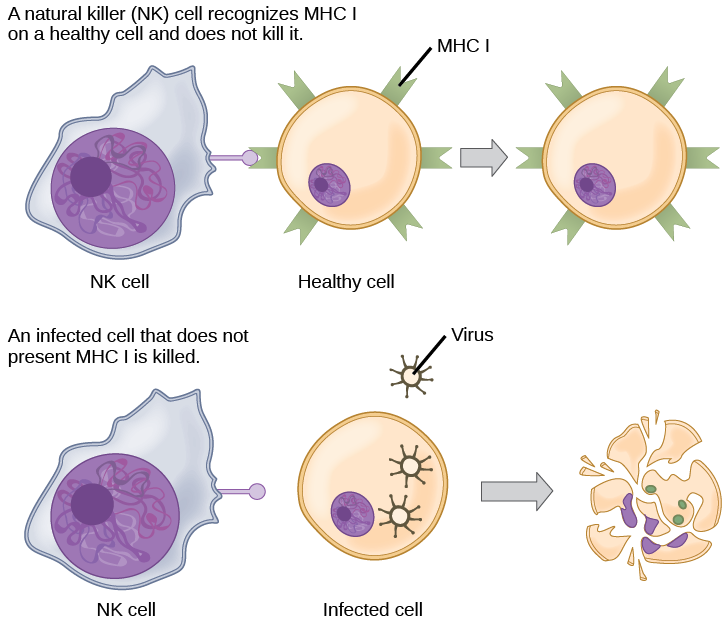 A natural killer (NK) cell recognizes MHC I
on a healthy cell and does not kill it.
MHC I
NK cell
Healthy cell
An infected cell that does not
present MHC I is killed.
Virus
NK cell
Infected cell